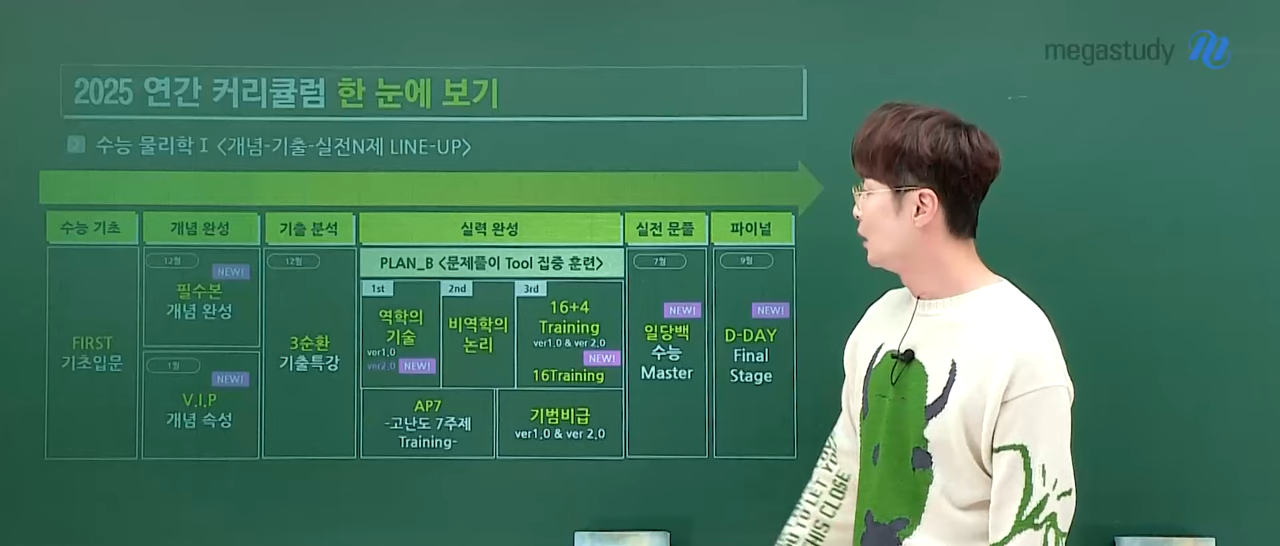 megastudy
2025 연간 커리큘럼 한 눈에 보기
수능 물리학 I <개념-기출-실전N제 LINE-UP>
수능 기초
개념 완성
기출 분석
실력 완성
실전 문풀
파이널
FIRST
기초입문
12월
NEW!
필수본
개념 완성
1월
NEW!
V.I.P
개념 속성
12월
3순환
기출특강
PLAN_B <문제풀이 Tool 집중 훈련>
1st
역학의
기술
ver1.0
ver2.0 NEW!
2nd
비역학의
논리
3rd
16+4
Training
ver1.0 & ver 2.0
NEW!
16Training
AP7
-고난도 7주제
Training-
기범비급
ver1.0 & ver 2.0
7월
NEW!
일당백
수능
Master
9월
NEW!
D-DAY
Final
Stage
TO LET YOU
THIS CLOSE